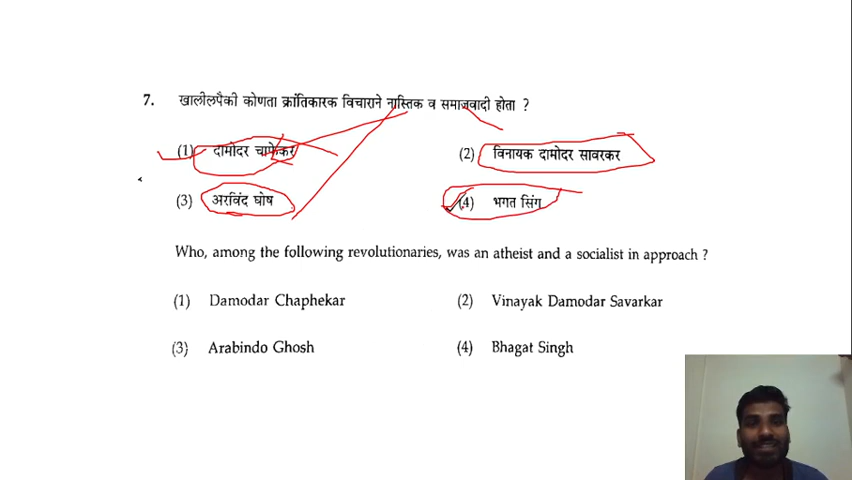 7. खालीलपैकी कोणता क्रांतिकारक विचाराने नास्तिक व समाजवादी होता ?
(1) दामोदर चाफेकर (2) विनायक दामोदर सावरकर
(3) अरविंद घोष (4) भगत सिंग
Who, among the following revolutionaries, was an atheist and a socialist in approach ?
(1) Damodar Chaphekar (2) Vinayak Damodar Savarkar
(3) Arabindo Ghosh (4) Bhagat Singh